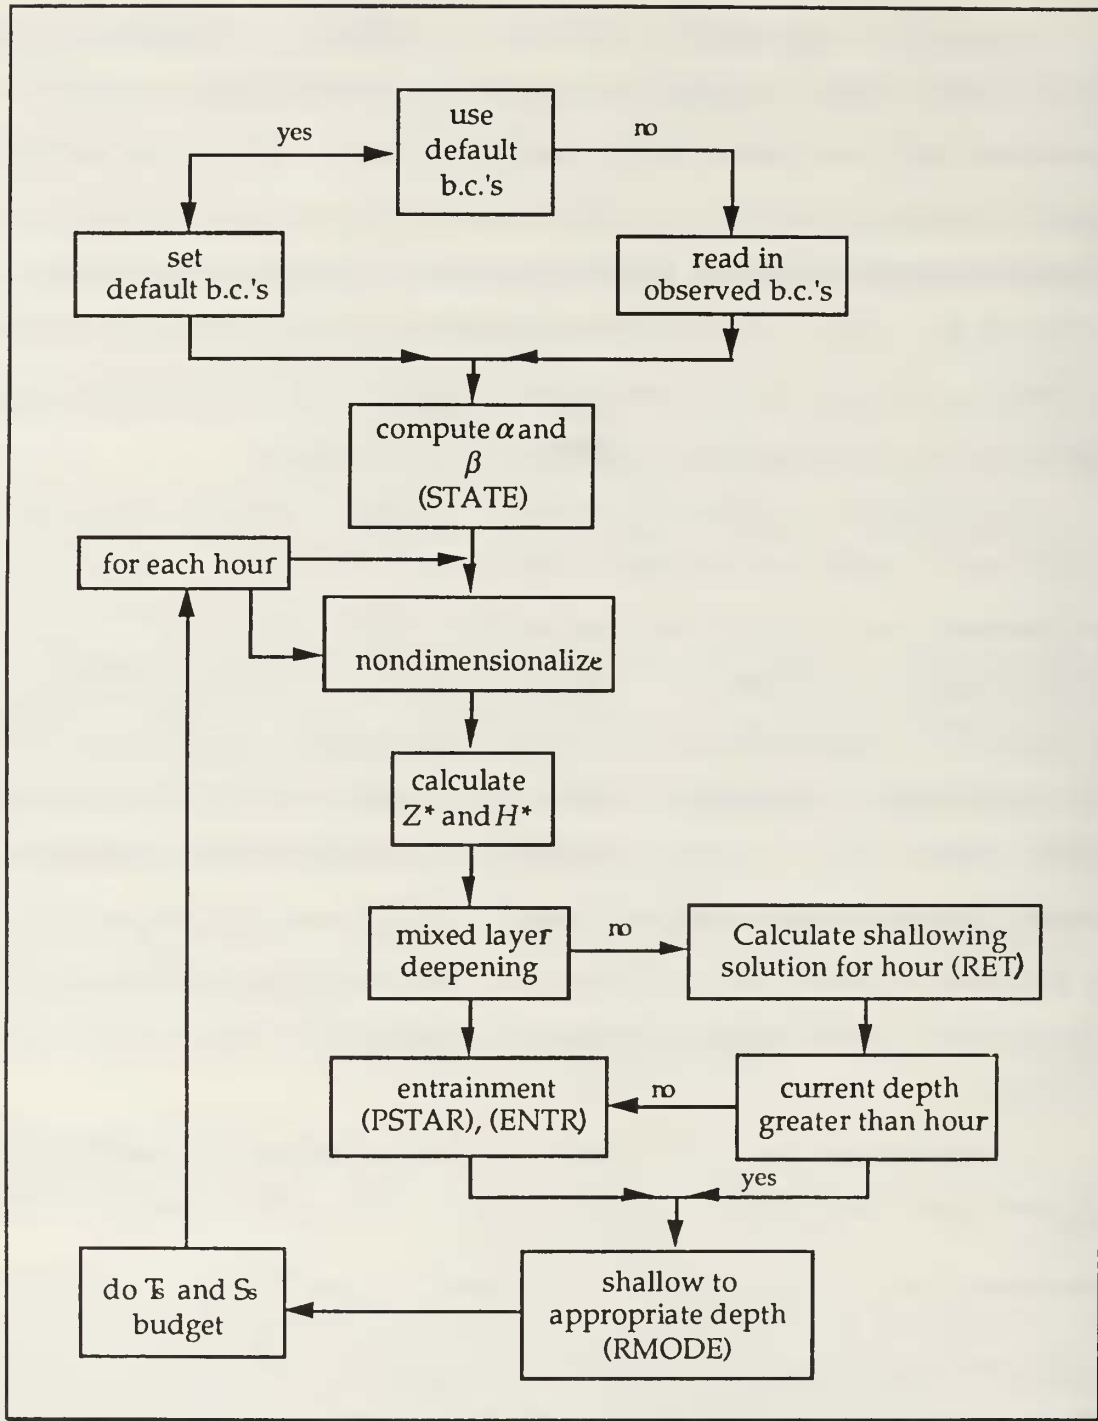 use
default
b.c.'s
yes
no
set
default b.c.'s
read in
observed b.c.'s
compute α and
β
(STATE)
for each hour
nondimensionalize
calculate
Z* and H*
mixed layer
deepening
no
Calculate shallowing
solution for hour (RET)
entrainment
(PSTAR), (ENTR)
no
current depth
greater than hour
yes
do Ts and Ss
budget
shallow to
appropriate depth
(RMODE)